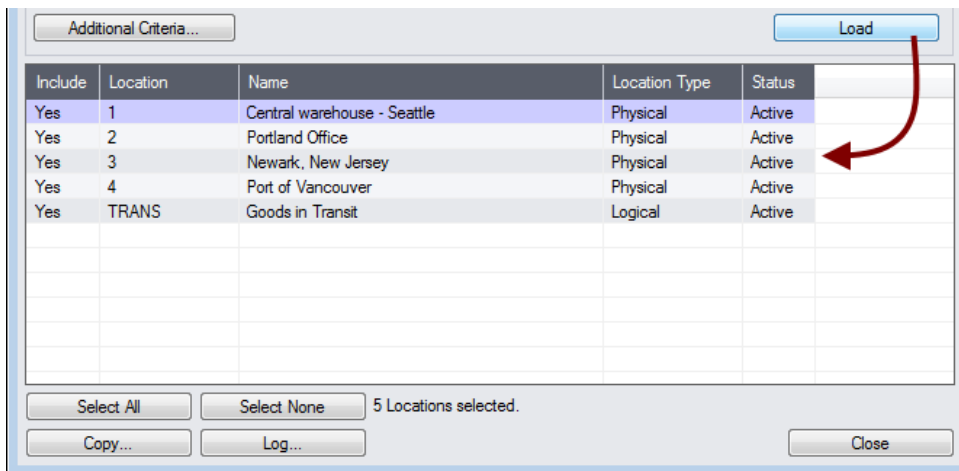 Additional Criteria... Load
Include Location Name Location Type Status
Yes 1 Central warehouse - Seattle Physical Active
Yes 2 Portland Office Physical Active
Yes 3 Newark, New Jersey Physical Active
Yes 4 Port of Vancouver Physical Active
Yes TRANS Goods in Transit Logical Active
Select All Select None 5 Locations selected.
Copy... Log... Close